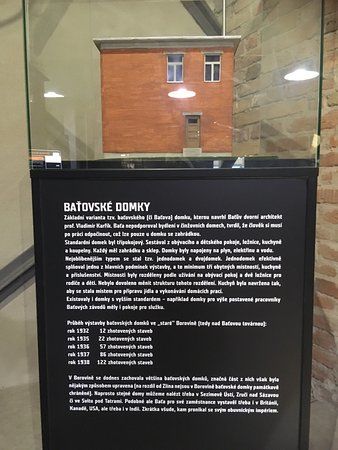 BAŤOVSKÉ DOMKY
Základní varianta tzv. baťovského (či Baťova) domku, kterou navrhl Baťův dvorní architekt
prof. Vladimír Karfík. Baťa nepodporoval bydlení v činžovních domech, tvrdil, že člověk si musí
po práci odpočinout, což lze pouze u domku se zahrádkou.
Standardní domek byl třípokojový. Sestával z obývacího a dětského pokoje, ložnice, kuchyně
a koupelny. Každý měl zahrádku a sklep. Domky byly napojeny na plyn, elektřinu a vodu.
Nejoblíbenějším typem se stal tzv. jednodomek a dvojdomek. Jednodomek efektivně
splňoval jednu z hlavních podmínek výstavby, a to minimum tří obytných místností, kuchyně
a příslušenství. Místnosti byly rozděleny podle užívání na obývací pokoj a dvě ložnice pro
rodiče a děti. Nebylo dovoleno měnit strukturu tohoto rozdělení. Kuchyň byla navržena tak,
aby se stala místem pro přípravu jídla a vykonávání domácích prací.
Existovaly i domky s vyšším standardem – například domky pro výše postavené pracovníky
Baťových závodů měly i pokoje pro služku.
Průběh výstavby baťovských domků ve „staré“ Borovině (tedy nad Baťovou továrnou):
rok 1932 12 zhotovených staveb
rok 1935 22 zhotovených staveb
rok 1936 57 zhotovených staveb
rok 1937 86 zhotovených staveb
rok 1938 122 zhotovených staveb
V Borovině se dodnes zachovala většina baťovských domků, značná část z nich však byla
nějakým způsobem upravena (na rozdíl od Zlína nejsou v Borovině baťovské domky památkově
chráněné). Naprosto stejné domy můžeme nalézt třeba v Sezimově Ústí, Zruči nad Sázavou
či ve Svitu pod Tatrami. Podobné ale Baťa pro své zaměstnance vystavěl třeba i v Británii,
Kanadě, USA, ale třeba i v Indii. Zkrátka všude, kam pronikal se svým obuvnickým impériem.